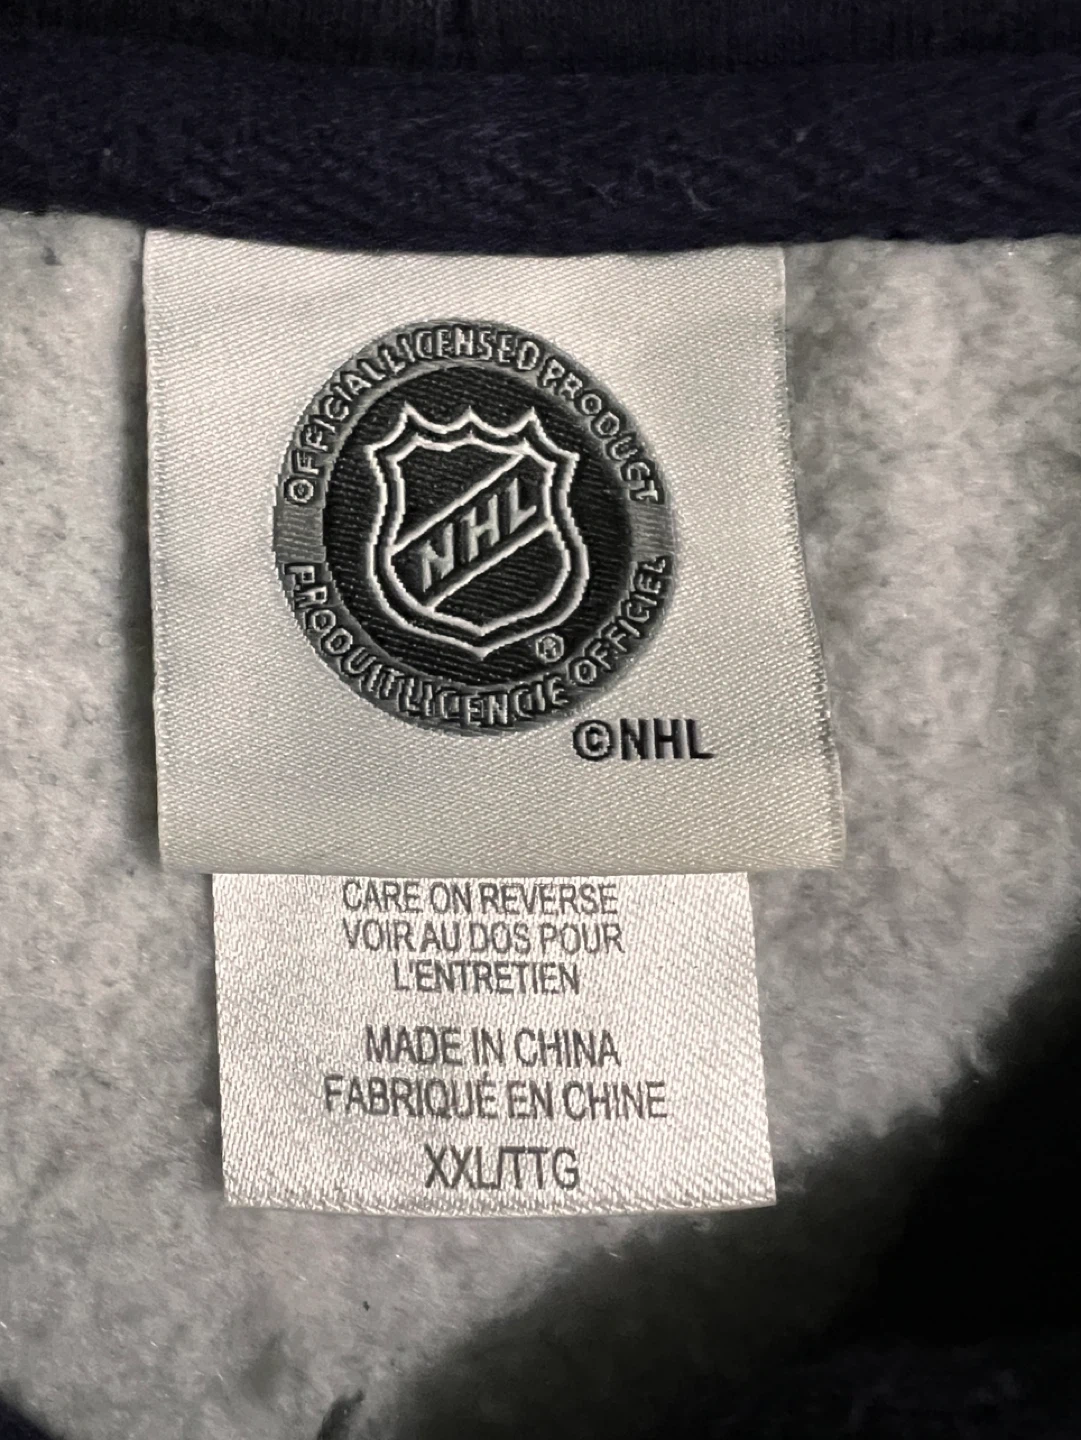 OFFICIAL LICENSED PRODUCT
NHL
®
PRODUIT LICENCIE OFFICIEL
©NHL
CARE ON REVERSE
VOIR AU DOS POUR
L'ENTRETIEN
MADE IN CHINA
FABRIQUÉ EN CHINE
XXL/TTG